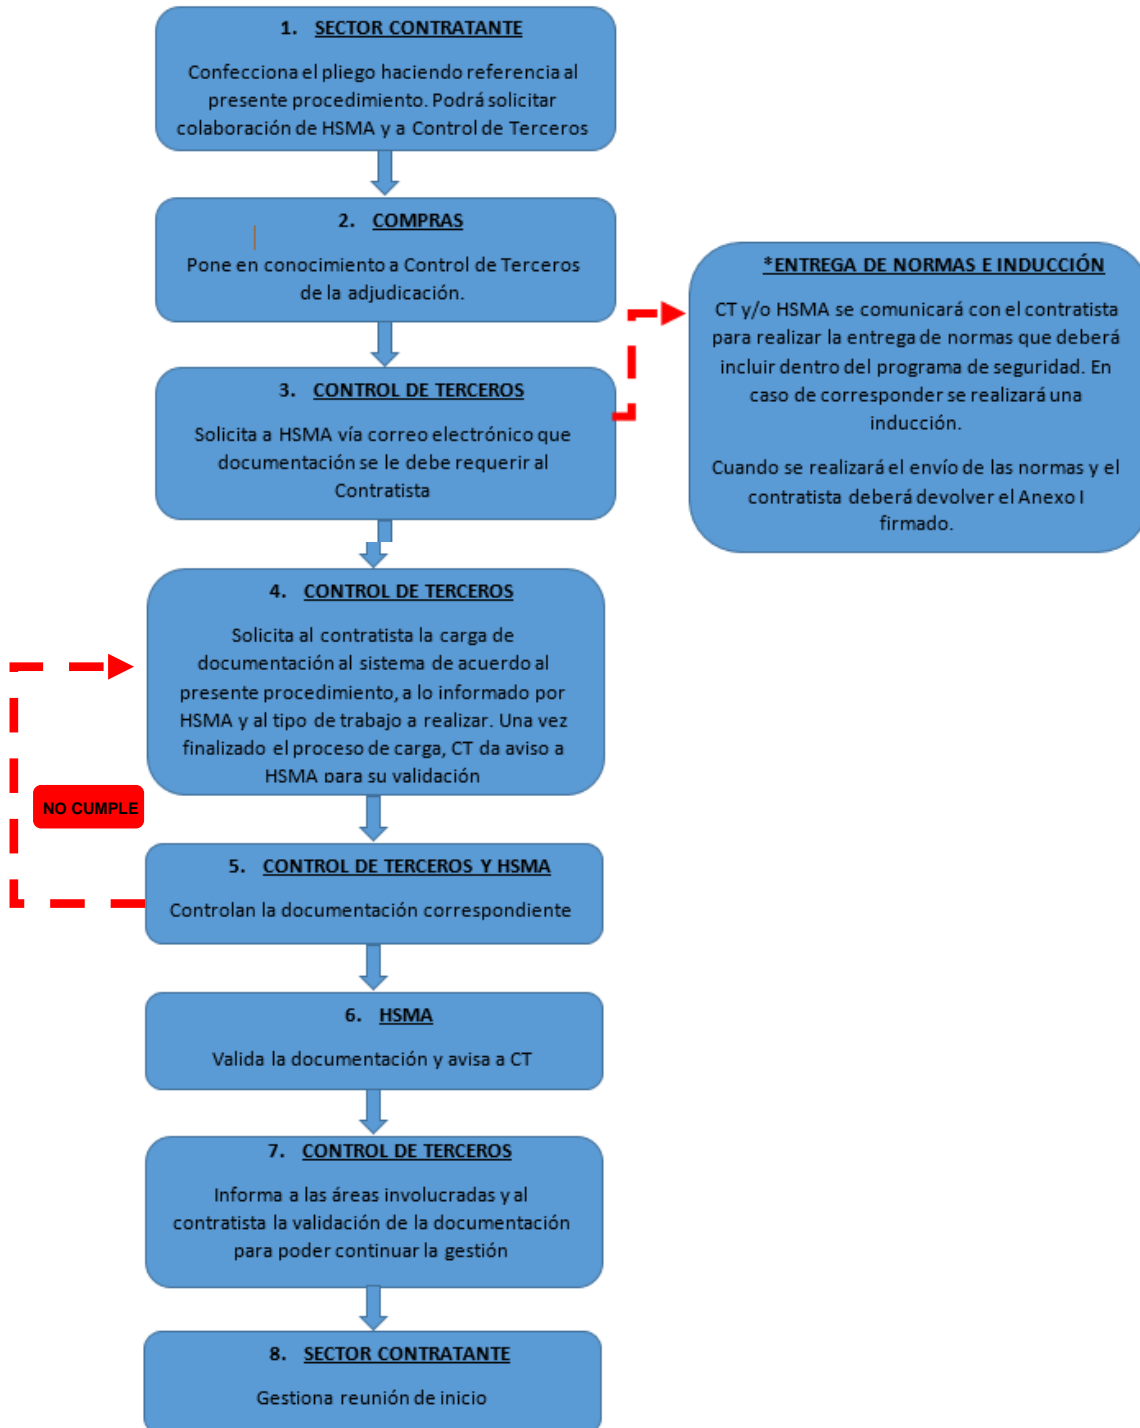 1. SECTOR CONTRATANTE
Confecciona el pliego haciendo referencia al
presente procedimiento. Podrá solicitar
colaboración de HSMA y a Control de Terceros
2. COMPRAS
Pone en conocimiento a Control de Terceros
de la adjudicación.
*ENTREGA DE NORMAS E INDUCCIÓN
CT y/o HSMA se comunicará con el contratista
para realizar la entrega de normas que deberá
incluir dentro del programa de seguridad. En
caso de corresponder se realizará una
inducción.
Cuando se realizará el envío de las normas y el
contratista deberá devolver el Anexo I
firmado.
3. CONTROL DE TERCEROS
Solicita a HSMA vía correo electrónico que
documentación se le debe requerir al
Contratista
4. CONTROL DE TERCEROS
Solicita al contratista la carga de
documentación al sistema de acuerdo al
presente procedimiento, a lo informado por
HSMA y al tipo de trabajo a realizar. Una vez
finalizado el proceso de carga, CT da aviso a
HSMA para su validación
NO CUMPLE
5. CONTROL DE TERCEROS Y HSMA
Controlan la documentación correspondiente
6. HSMA
Valida la documentación y avisa a CT
7. CONTROL DE TERCEROS
Informa a las áreas involucradas y al
contratista la validación de la documentación
para poder continuar la gestión
8. SECTOR CONTRATANTE
Gestiona reunión de inicio